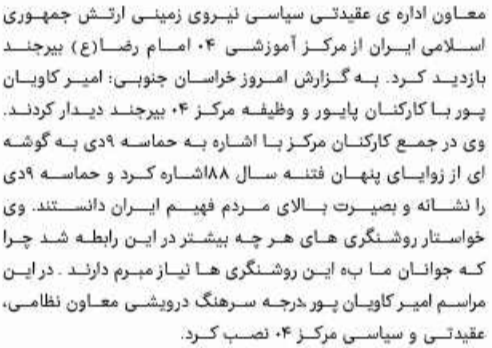 معاون اداره ی عقیدتی سیاسی نیروی زمینی ارتش جمهوری
اسلامی ایران از مرکز آموزشی ۰۴ امام رضا(ع) بیرجند
بازدید کرد. به گزارش امروز خراسان جنوبی: امیر کاویان
پور با کارکنان پایور و وظیفه مرکز ۰۴ بیرجند دیدار کردند.
وی در جمع کارکنان مرکز با اشاره به حماسه ۹دی به گوشه
ای از زوایای پنهان فتنه سال ۸۸اشاره کرد و حماسه ۹دی
را نشانه و بصیرت بالای مردم فهیم ایران دانستند. وی
خواستار روشنگری های هر چه بیشتر در این رابطه شد چرا
که جوانان ما به این روشنگری ها نیاز مبرم دارند . در این
مراسم امیر کاویان پور،درجه سرهنگ درویشی معاون نظامی،
عقیدتی و سیاسی مرکز ۰۴ نصب کرد.